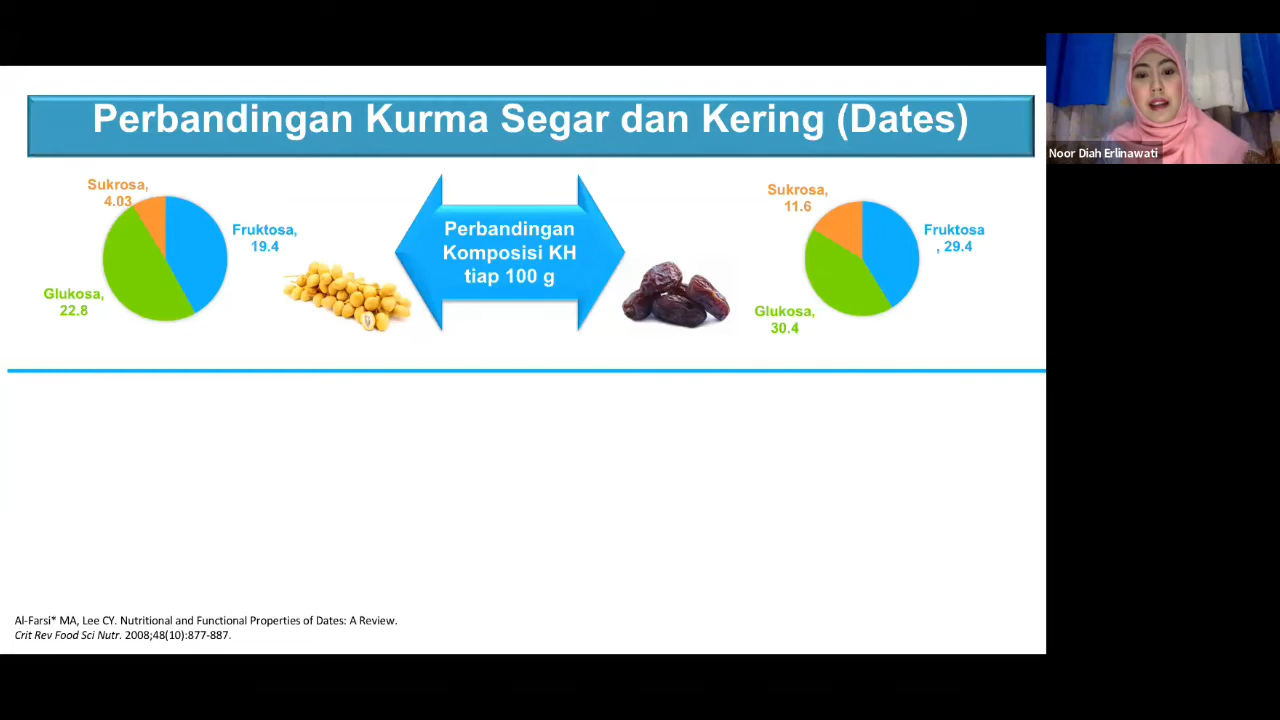 Perbandingan Kurma Segar dan Kering (Dates)
Noor Diah Erlinawati
Sukrosa,
4.03
Fruktosa,
19.4
Glukosa,
22.8
Perbandingan
Komposisi KH
tiap 100 g
Sukrosa,
11.6
Fruktosa
, 29.4
Glukosa,
30.4
Al-Farsi* MA, Lee CY. Nutritional and Functional Properties of Dates: A Review.
Crit Rev Food Sci Nutr. 2008;48(10):877-887.